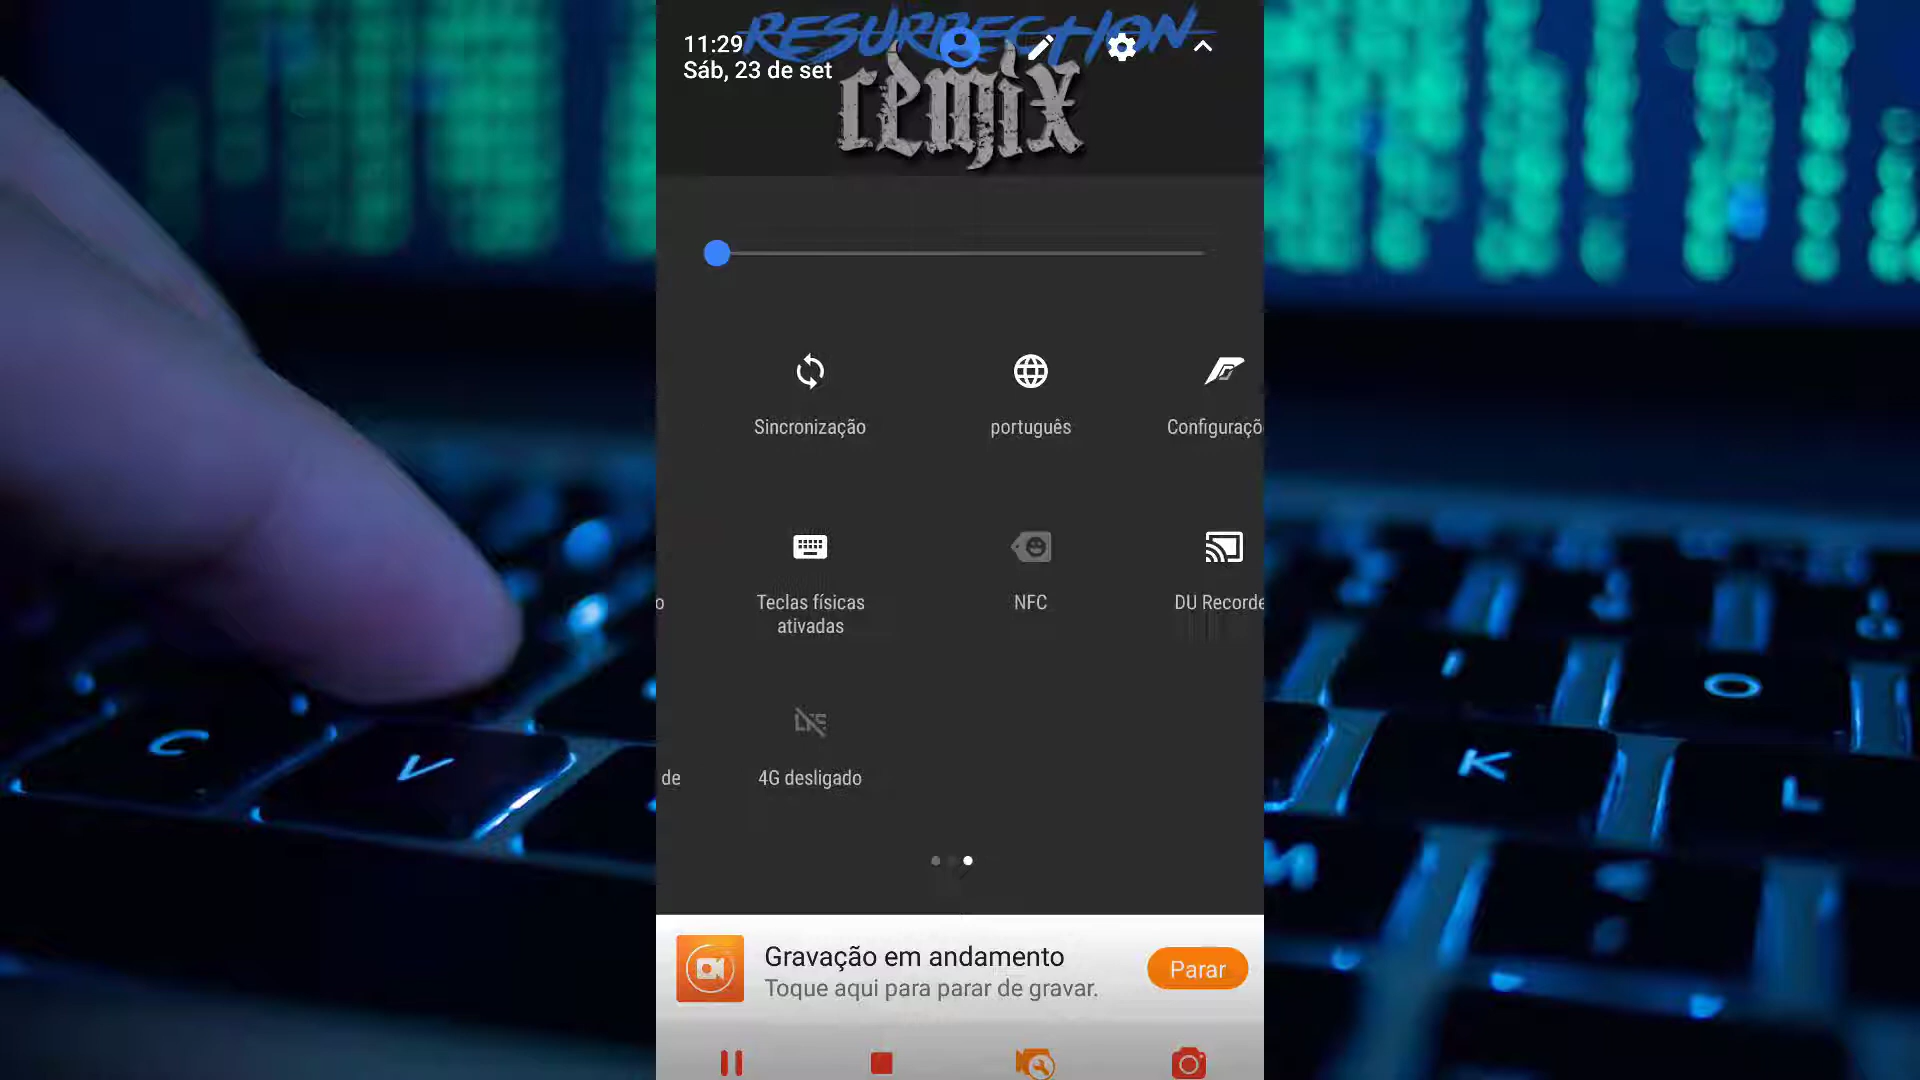 RESURRECTION
remix
11:29
Sáb, 23 de set
Sincronização
português
Configuraçõ
Teclas físicas
ativadas
NFC
DU Recorde
o
4G desligado
de
Gravação em andamento
Toque aqui para parar de gravar.
Parar
C
V
I
O
K
L
M